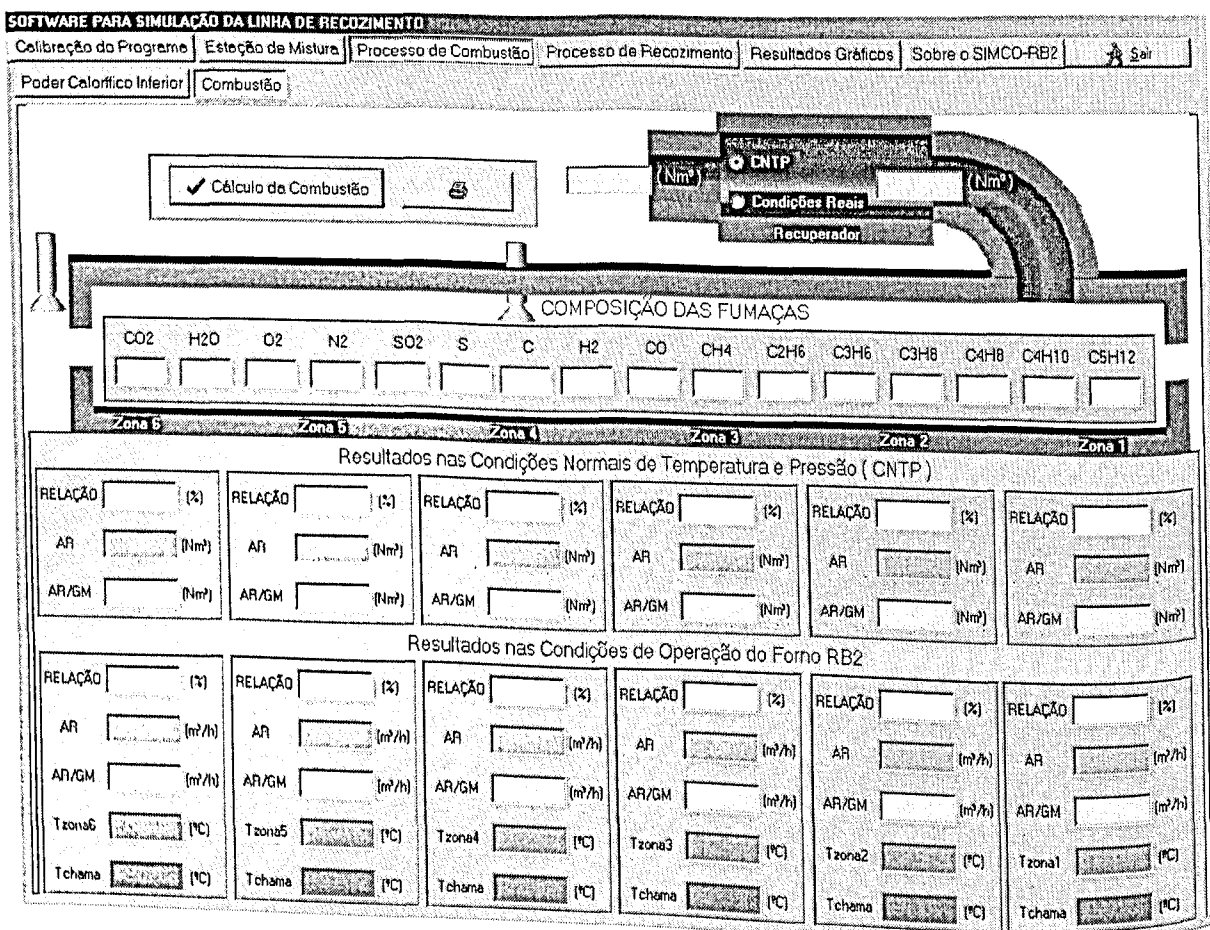 SOFTWARE PARA SIMULAÇÃO DA LINHA DE RECOZIMENTO
Calibração do Programa Estação de Mistura Processo de Combustão Processo de Recozimento Resultados Gráficos Sobre o SIMCO-RB2 Sair
Poder Calorífico Inferior Combustão
CNTP
(Nm³) (Nm³)
Cálculo da Combustão
Condições Reais
Recuperador
COMPOSIÇÃO DAS FUMAÇAS
CO2 H2O O2 N2 SO2 S C H2 CO CH4 C2H6 C3H6 C3H8 C4H8 C4H10 C5H12
Zona 6 Zona 5 Zona 4 Zona 3 Zona 2 Zona 1
Resultados nas Condições Normais de Temperatura e Pressão ( CNTP )
RELAÇÃO (%) RELAÇÃO (%) RELAÇÃO (%) RELAÇÃO (%) RELAÇÃO (%) RELAÇÃO (%)
AR (Nm³) AR (Nm³) AR (Nm³) AR (Nm³) AR (Nm³) AR (Nm³)
AR/GM (Nm³) AR/GM (Nm³) AR/GM (Nm³) AR/GM (Nm³) AR/GM (Nm³) AR/GM (Nm³)
Resultados nas Condições de Operação do Forno RB2
RELAÇÃO (%) RELAÇÃO (%) RELAÇÃO (%) RELAÇÃO (%) RELAÇÃO (%) RELAÇÃO (%)
AR (m³/h) AR (m³/h) AR (m³/h) AR (m³/h) AR (m³/h) AR (m³/h)
AR/GM (m³/h) AR/GM (m³/h) AR/GM (m³/h) AR/GM (m³/h) AR/GM (m³/h) AR/GM (m³/h)
Tzona6 (ºC) Tzona5 (ºC) Tzona4 (ºC) Tzona3 (ºC) Tzona2 (ºC) Tzona1 (ºC)
Tchama (ºC) Tchama (ºC) Tchama (ºC) Tchama (ºC) Tchama (ºC) Tchama (ºC)